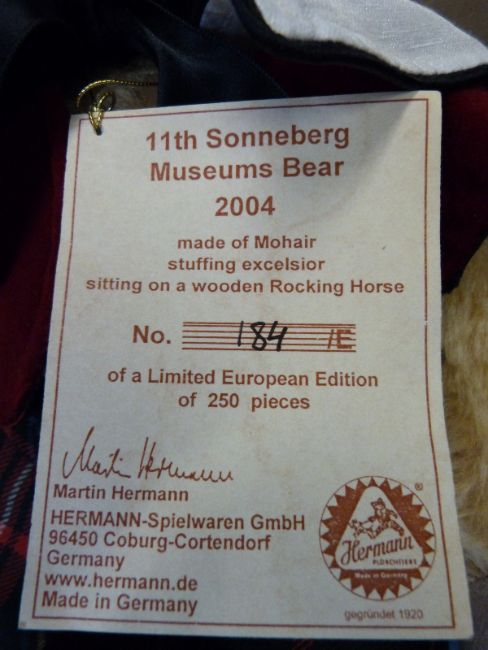 11th Sonneberg
Museums Bear
2004
made of Mohair
stuffing excelsior
sitting on a wooden Rocking Horse
No. 184 /E
of a Limited European Edition
of 250 pieces
Martin Hermann
Martin Hermann
HERMANN-Spielwaren GmbH
96450 Coburg-Cortendorf
Germany
www.hermann.de
Made in Germany
®
Hermann
PLÜSCHTIERE
Made in Germany
gegründet 1920